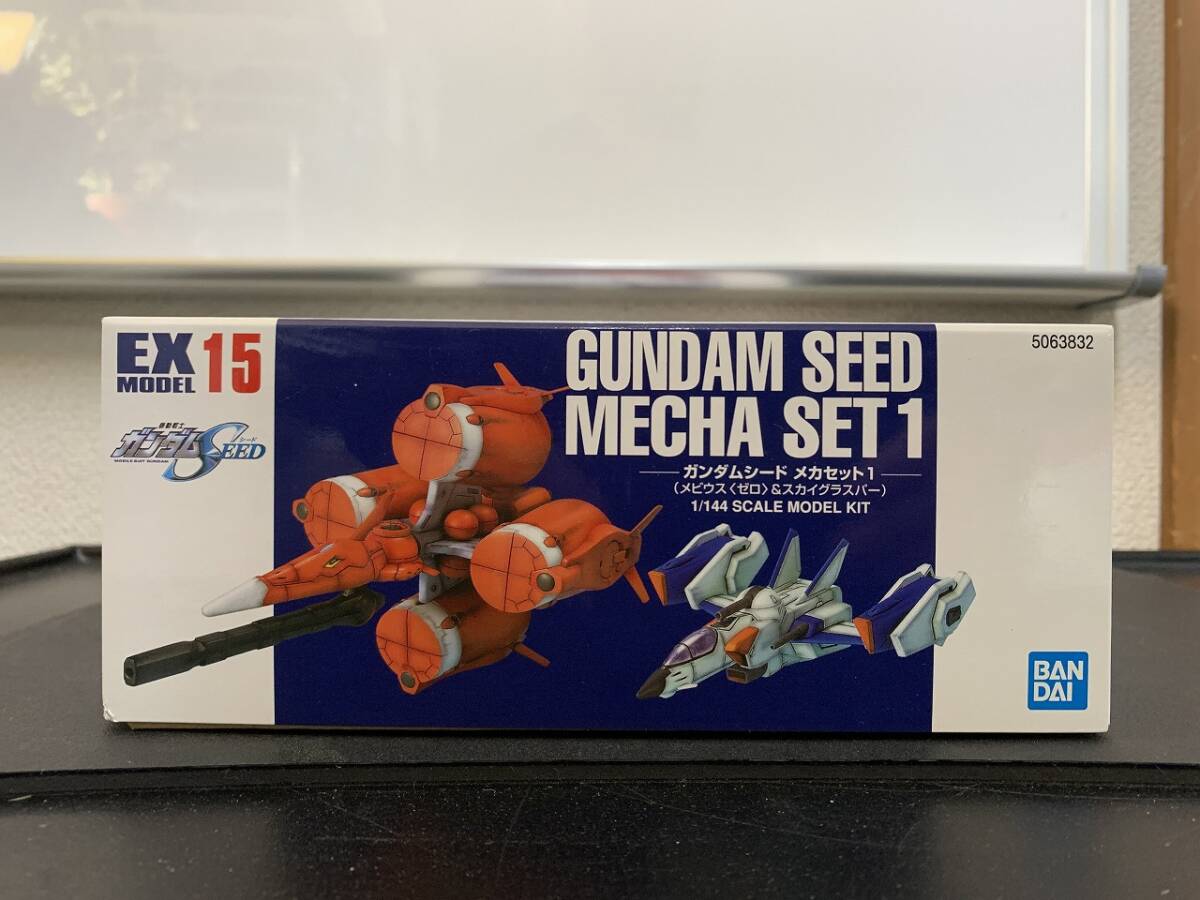 EX
MODEL 15
機動戦士
ガンダムSEED
シード
MOBILE SUIT GUNDAM
GUNDAM SEED
MECHA SET 1
ガンダムシード メカセット1
(メビウス〈ゼロ〉&スカイグラスパー)
1/144 SCALE MODEL KIT
5063832
BAN
DAI